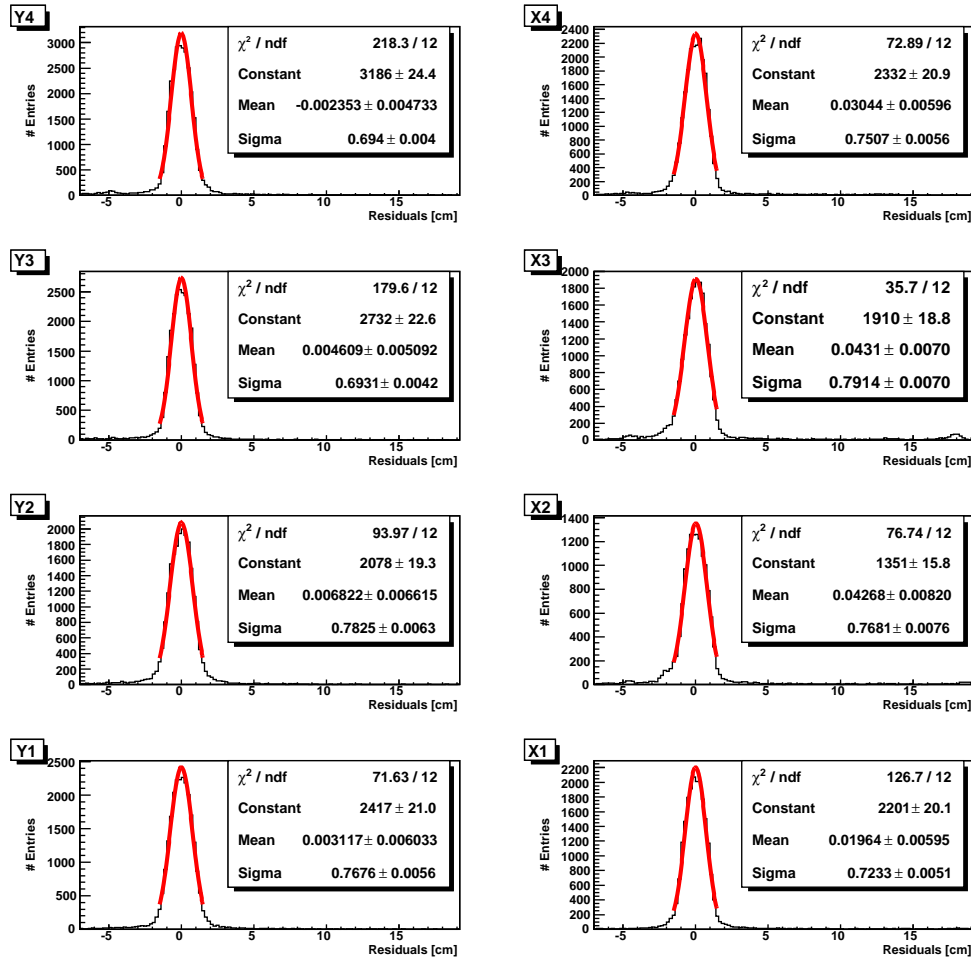 Y4
χ² / ndf 218.3 / 12
Constant 3186 ± 24.4
Mean -0.002353 ± 0.004733
Sigma 0.694 ± 0.004
# Entries
3000
2500
2000
1500
1000
500
0
-5 0 5 10 15
Residuals [cm]
X4
χ² / ndf 72.89 / 12
Constant 2332 ± 20.9
Mean 0.03044 ± 0.00596
Sigma 0.7507 ± 0.0056
# Entries
2400
2200
2000
1800
1600
1400
1200
1000
800
600
400
200
0
-5 0 5 10 15
Residuals [cm]
Y3
χ² / ndf 179.6 / 12
Constant 2732 ± 22.6
Mean 0.004609 ± 0.005092
Sigma 0.6931 ± 0.0042
# Entries
2500
2000
1500
1000
500
0
-5 0 5 10 15
Residuals [cm]
X3
χ² / ndf 35.7 / 12
Constant 1910 ± 18.8
Mean 0.0431 ± 0.0070
Sigma 0.7914 ± 0.0070
# Entries
2000
1800
1600
1400
1200
1000
800
600
400
200
0
-5 0 5 10 15
Residuals [cm]
Y2
χ² / ndf 93.97 / 12
Constant 2078 ± 19.3
Mean 0.006822 ± 0.006615
Sigma 0.7825 ± 0.0063
# Entries
2000
1800
1600
1400
1200
1000
800
600
400
200
0
-5 0 5 10 15
Residuals [cm]
X2
χ² / ndf 76.74 / 12
Constant 1351 ± 15.8
Mean 0.04268 ± 0.00820
Sigma 0.7681 ± 0.0076
# Entries
1400
1200
1000
800
600
400
200
0
-5 0 5 10 15
Residuals [cm]
Y1
χ² / ndf 71.63 / 12
Constant 2417 ± 21.0
Mean 0.003117 ± 0.006033
Sigma 0.7676 ± 0.0056
# Entries
2500
2000
1500
1000
500
0
-5 0 5 10 15
Residuals [cm]
X1
χ² / ndf 126.7 / 12
Constant 2201 ± 20.1
Mean 0.01964 ± 0.00595
Sigma 0.7233 ± 0.0051
# Entries
2200
2000
1800
1600
1400
1200
1000
800
600
400
200
0
-5 0 5 10 15
Residuals [cm]